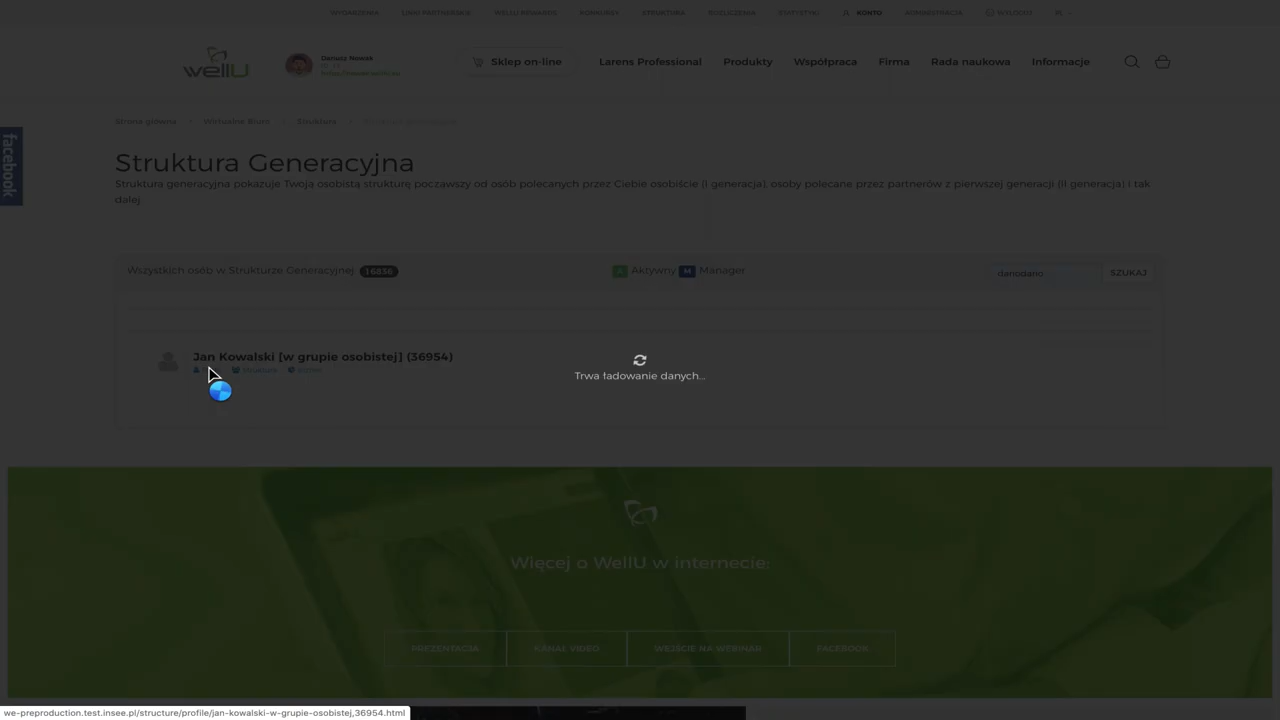 WYDARZENIA LINKI PARTNERSKIE WELLU REWARDS KONKURSY STRUKTURA ROZLICZENIA STATYSTYKI KONTO ADMINISTRACJA WYLOGUJ PL
wellU
Dariusz Nowak
Sklep on-line Larens Professional Produkty Współpraca Firma Rada naukowa Informacje
facebook
Strona główna Wirtualne Biuro Struktura
Struktura Generacyjna
Struktura generacyjna pokazuje Twoją osobistą strukturę począwszy od osób polecanych przez Ciebie osobiście (I generacja), osoby polecane przez partnerów z pierwszej generacji (II generacja) i tak
dalej
Wszystkich osób w Strukturze Generacyjnej 16836 A Aktywny M Manager danodano SZUKAJ
Jan Kowalski [w grupie osobistej] (36954)
Struktura
Trwa ładowanie danych...
Więcej o WellU w internecie:
PREZENTACJA KANAŁ VIDEO WEJŚCIE NA WEBINAR FACEBOOK
we-preproduction.test.insee.pl/structure/profile/jan-kowalski-w-grupie-osobistej,36954.html